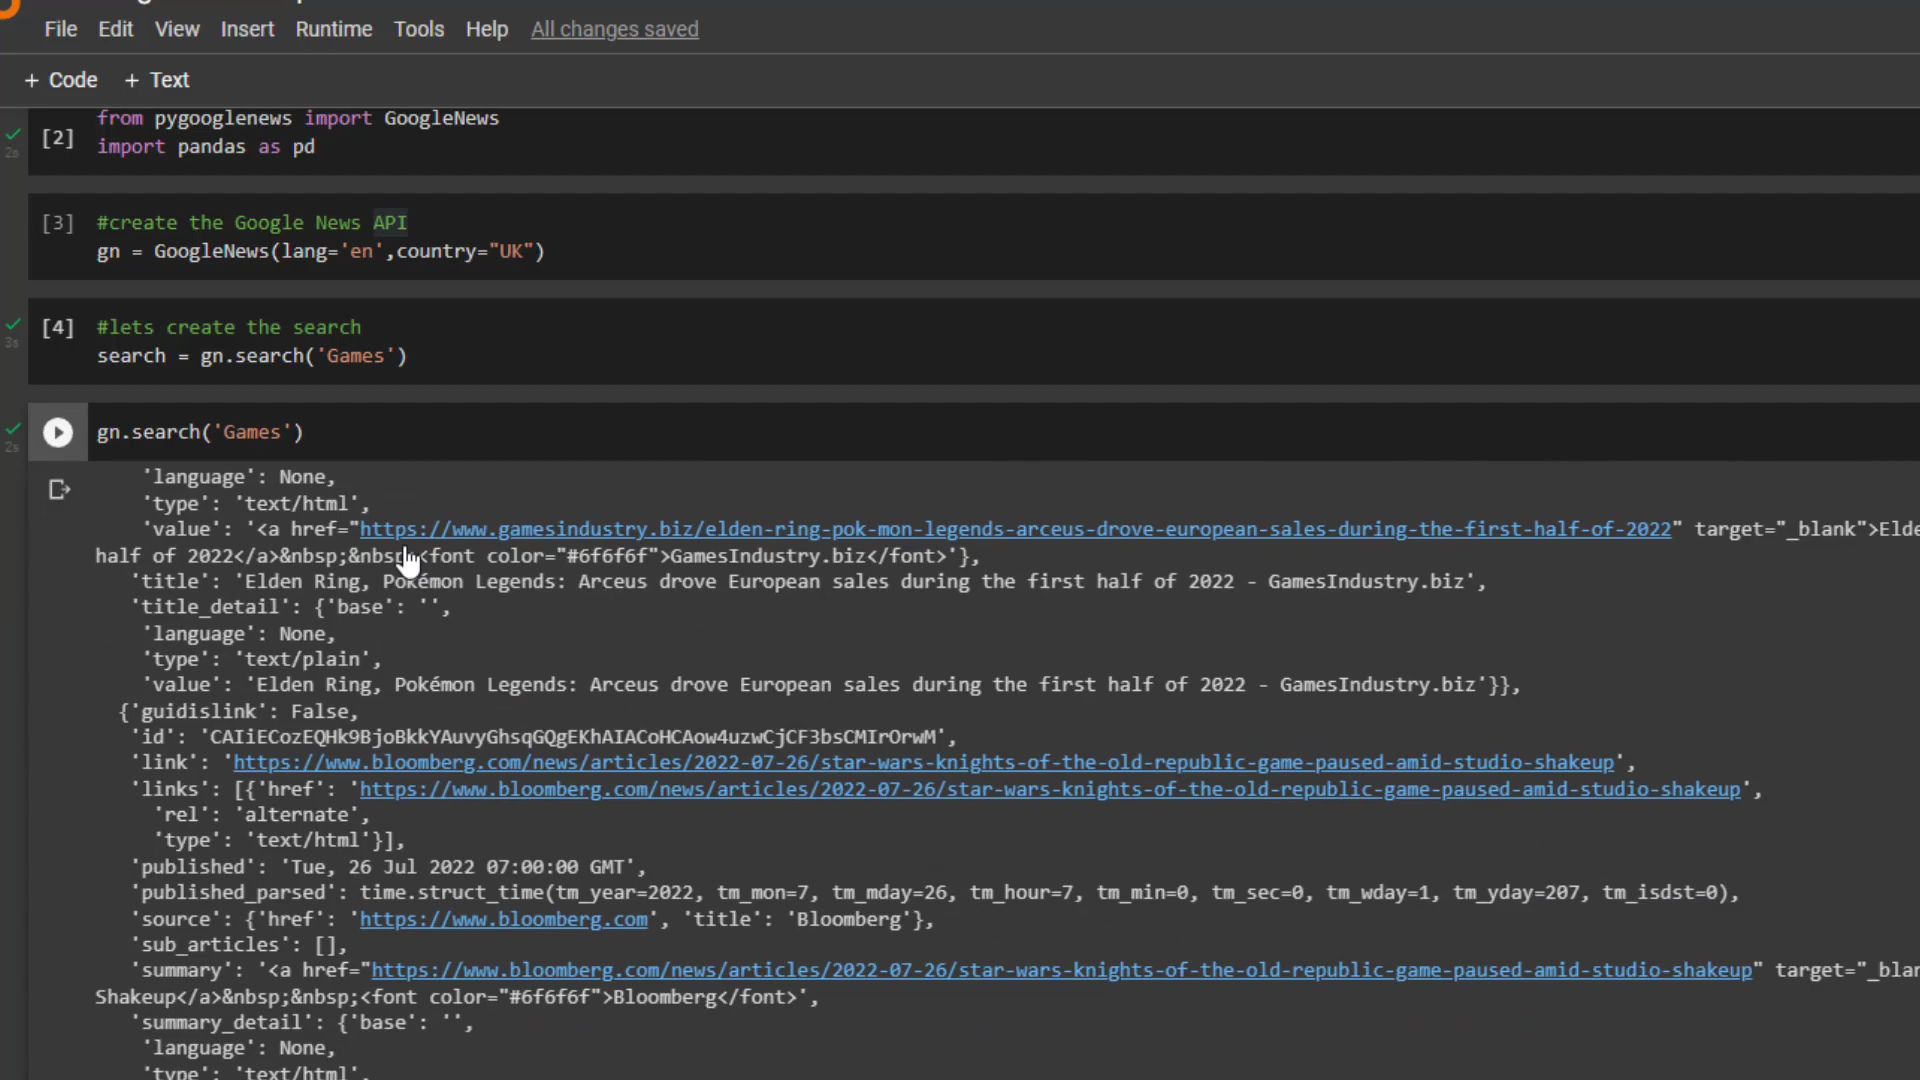 File Edit View Insert Runtime Tools Help All changes saved
+ Code + Text
from pygooglenews import GoogleNews
[2]
import pandas as pd
2s
[3] #create the Google News API
gn = GoogleNews(lang='en',country="UK")
[4] #lets create the search
3s
search = gn.search('Games')
gn.search('Games')
2s
'language': None,
'type': 'text/html',
'value': '<a href="https://www.gamesindustry.biz/elden-ring-pok-mon-legends-arceus-drove-european-sales-during-the-first-half-of-2022" target="_blank">Elde
half of 2022</a>&nbsp;&nbsp;<font color="#6f6f6f">GamesIndustry.biz</font>'},
'title': 'Elden Ring, Pokémon Legends: Arceus drove European sales during the first half of 2022 - GamesIndustry.biz',
'title_detail': {'base': '',
'language': None,
'type': 'text/plain',
'value': 'Elden Ring, Pokémon Legends: Arceus drove European sales during the first half of 2022 - GamesIndustry.biz'}},
{'guidislink': False,
'id': 'CAIiECozEQHk9BjoBkkYAuvyGhsqGQgEKhAIACoHCAow4uzwCjCF3bsCMIrOrwM',
'link': 'https://www.bloomberg.com/news/articles/2022-07-26/star-wars-knights-of-the-old-republic-game-paused-amid-studio-shakeup',
'links': [{'href': 'https://www.bloomberg.com/news/articles/2022-07-26/star-wars-knights-of-the-old-republic-game-paused-amid-studio-shakeup',
'rel': 'alternate',
'type': 'text/html'}],
'published': 'Tue, 26 Jul 2022 07:00:00 GMT',
'published_parsed': time.struct_time(tm_year=2022, tm_mon=7, tm_mday=26, tm_hour=7, tm_min=0, tm_sec=0, tm_wday=1, tm_yday=207, tm_isdst=0),
'source': {'href': 'https://www.bloomberg.com', 'title': 'Bloomberg'},
'sub_articles': [],
'summary': '<a href="https://www.bloomberg.com/news/articles/2022-07-26/star-wars-knights-of-the-old-republic-game-paused-amid-studio-shakeup" target="_blan
Shakeup</a>&nbsp;&nbsp;<font color="#6f6f6f">Bloomberg</font>',
'summary_detail': {'base': '',
'language': None,
'type': 'text/html',